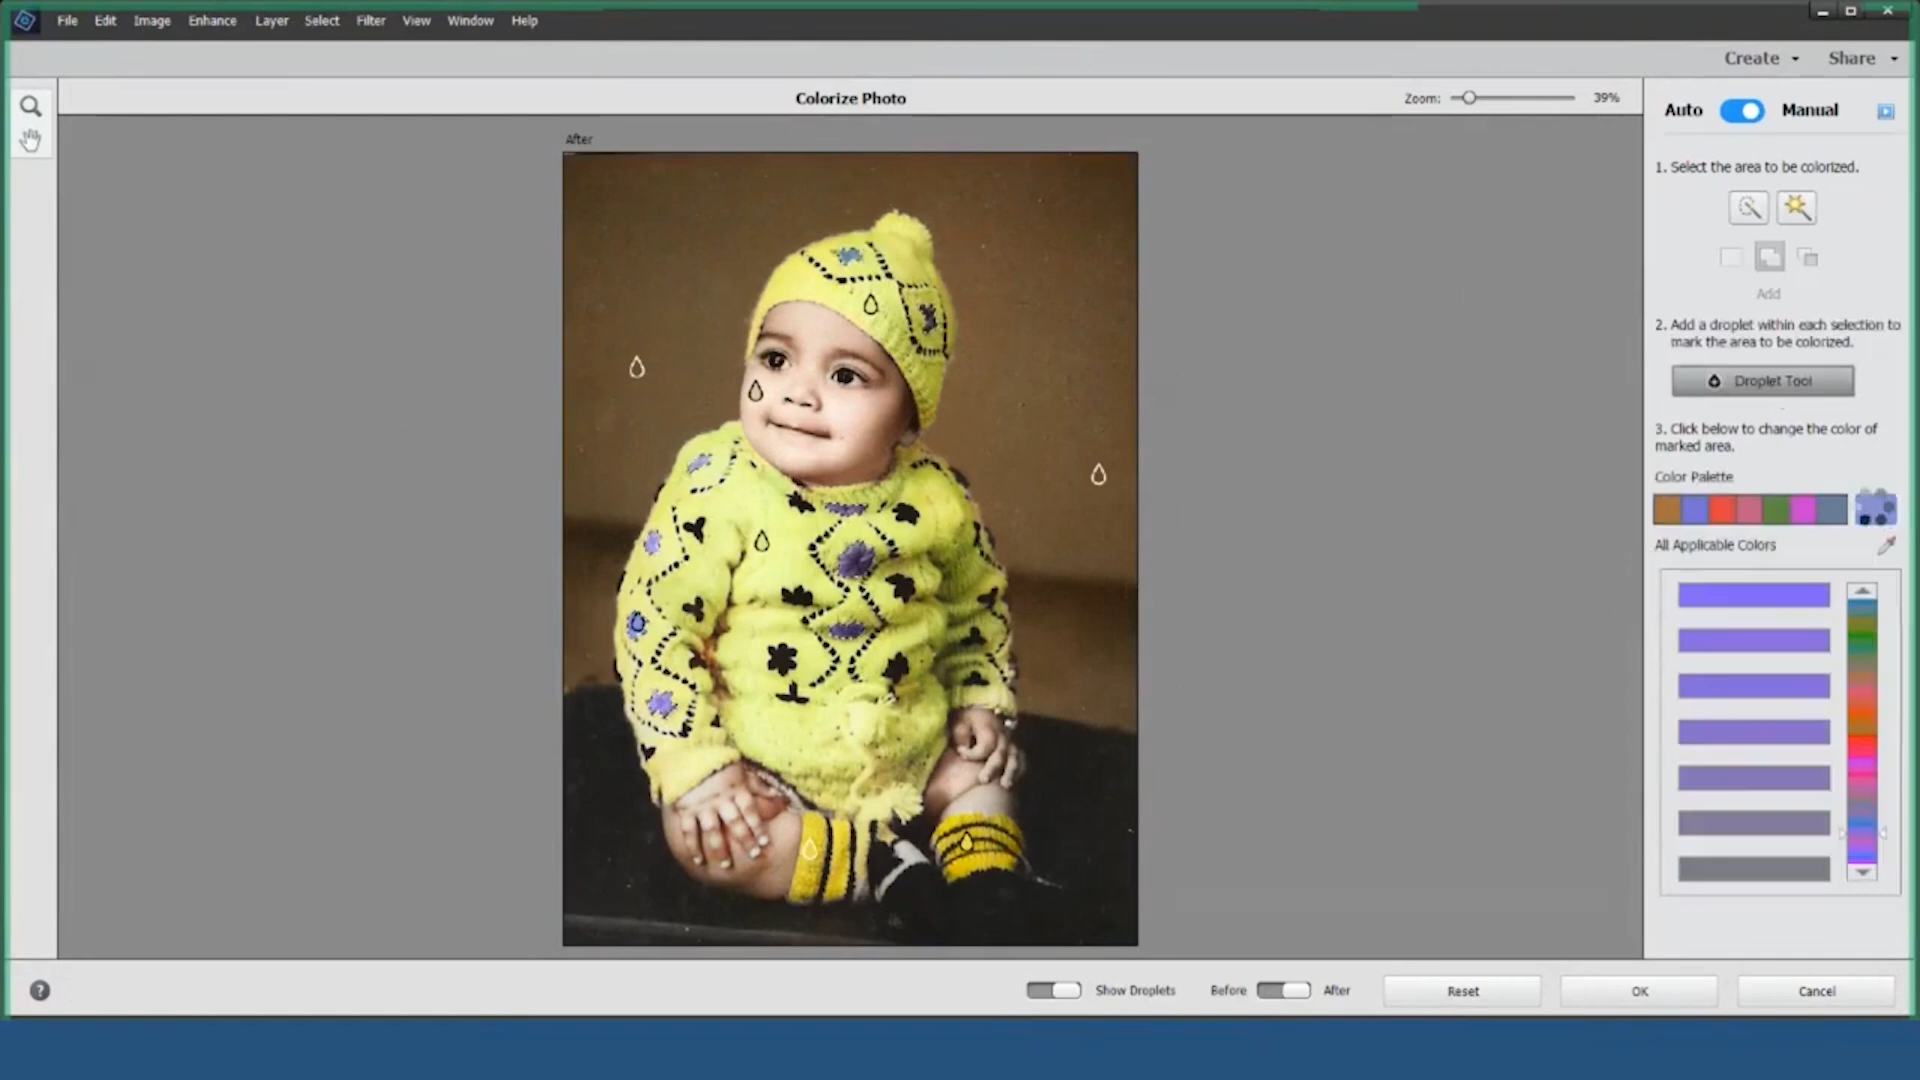 File Edit Image Enhance Layer Select Filter View Window Help
Create Share
Colorize Photo
Zoom: 39%
Auto Manual
After
1. Select the area to be colorized.
Add
2. Add a droplet within each selection to
mark the area to be colorized.
Droplet Tool
3. Click below to change the color of
marked area.
Color Palette
All Applicable Colors
? Show Droplets Before After Reset OK Cancel